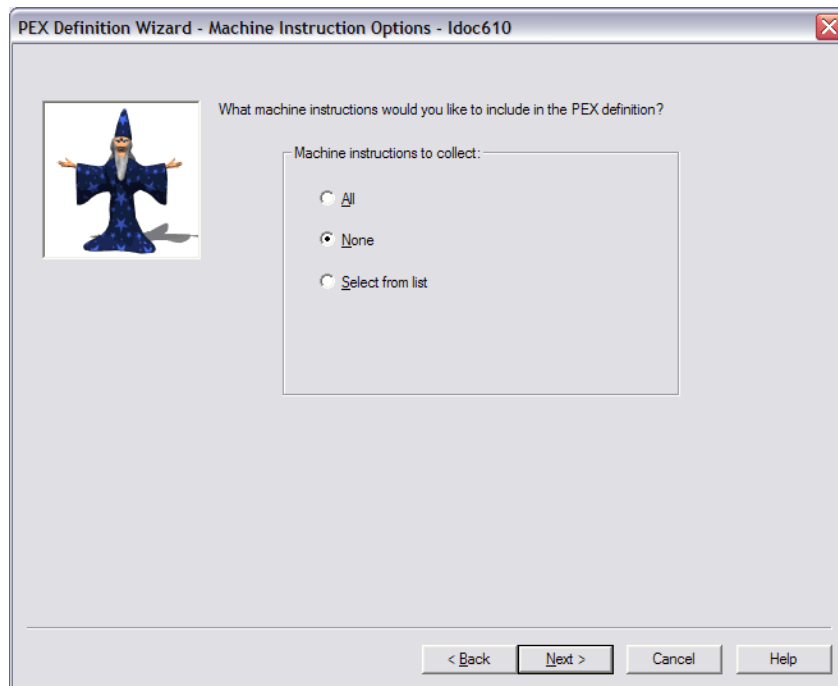 PEX Definition Wizard - Machine Instruction Options - Idoc610
What machine instructions would you like to include in the PEX definition?
Machine instructions to collect:
All
None
Select from list
< Back Next > Cancel Help